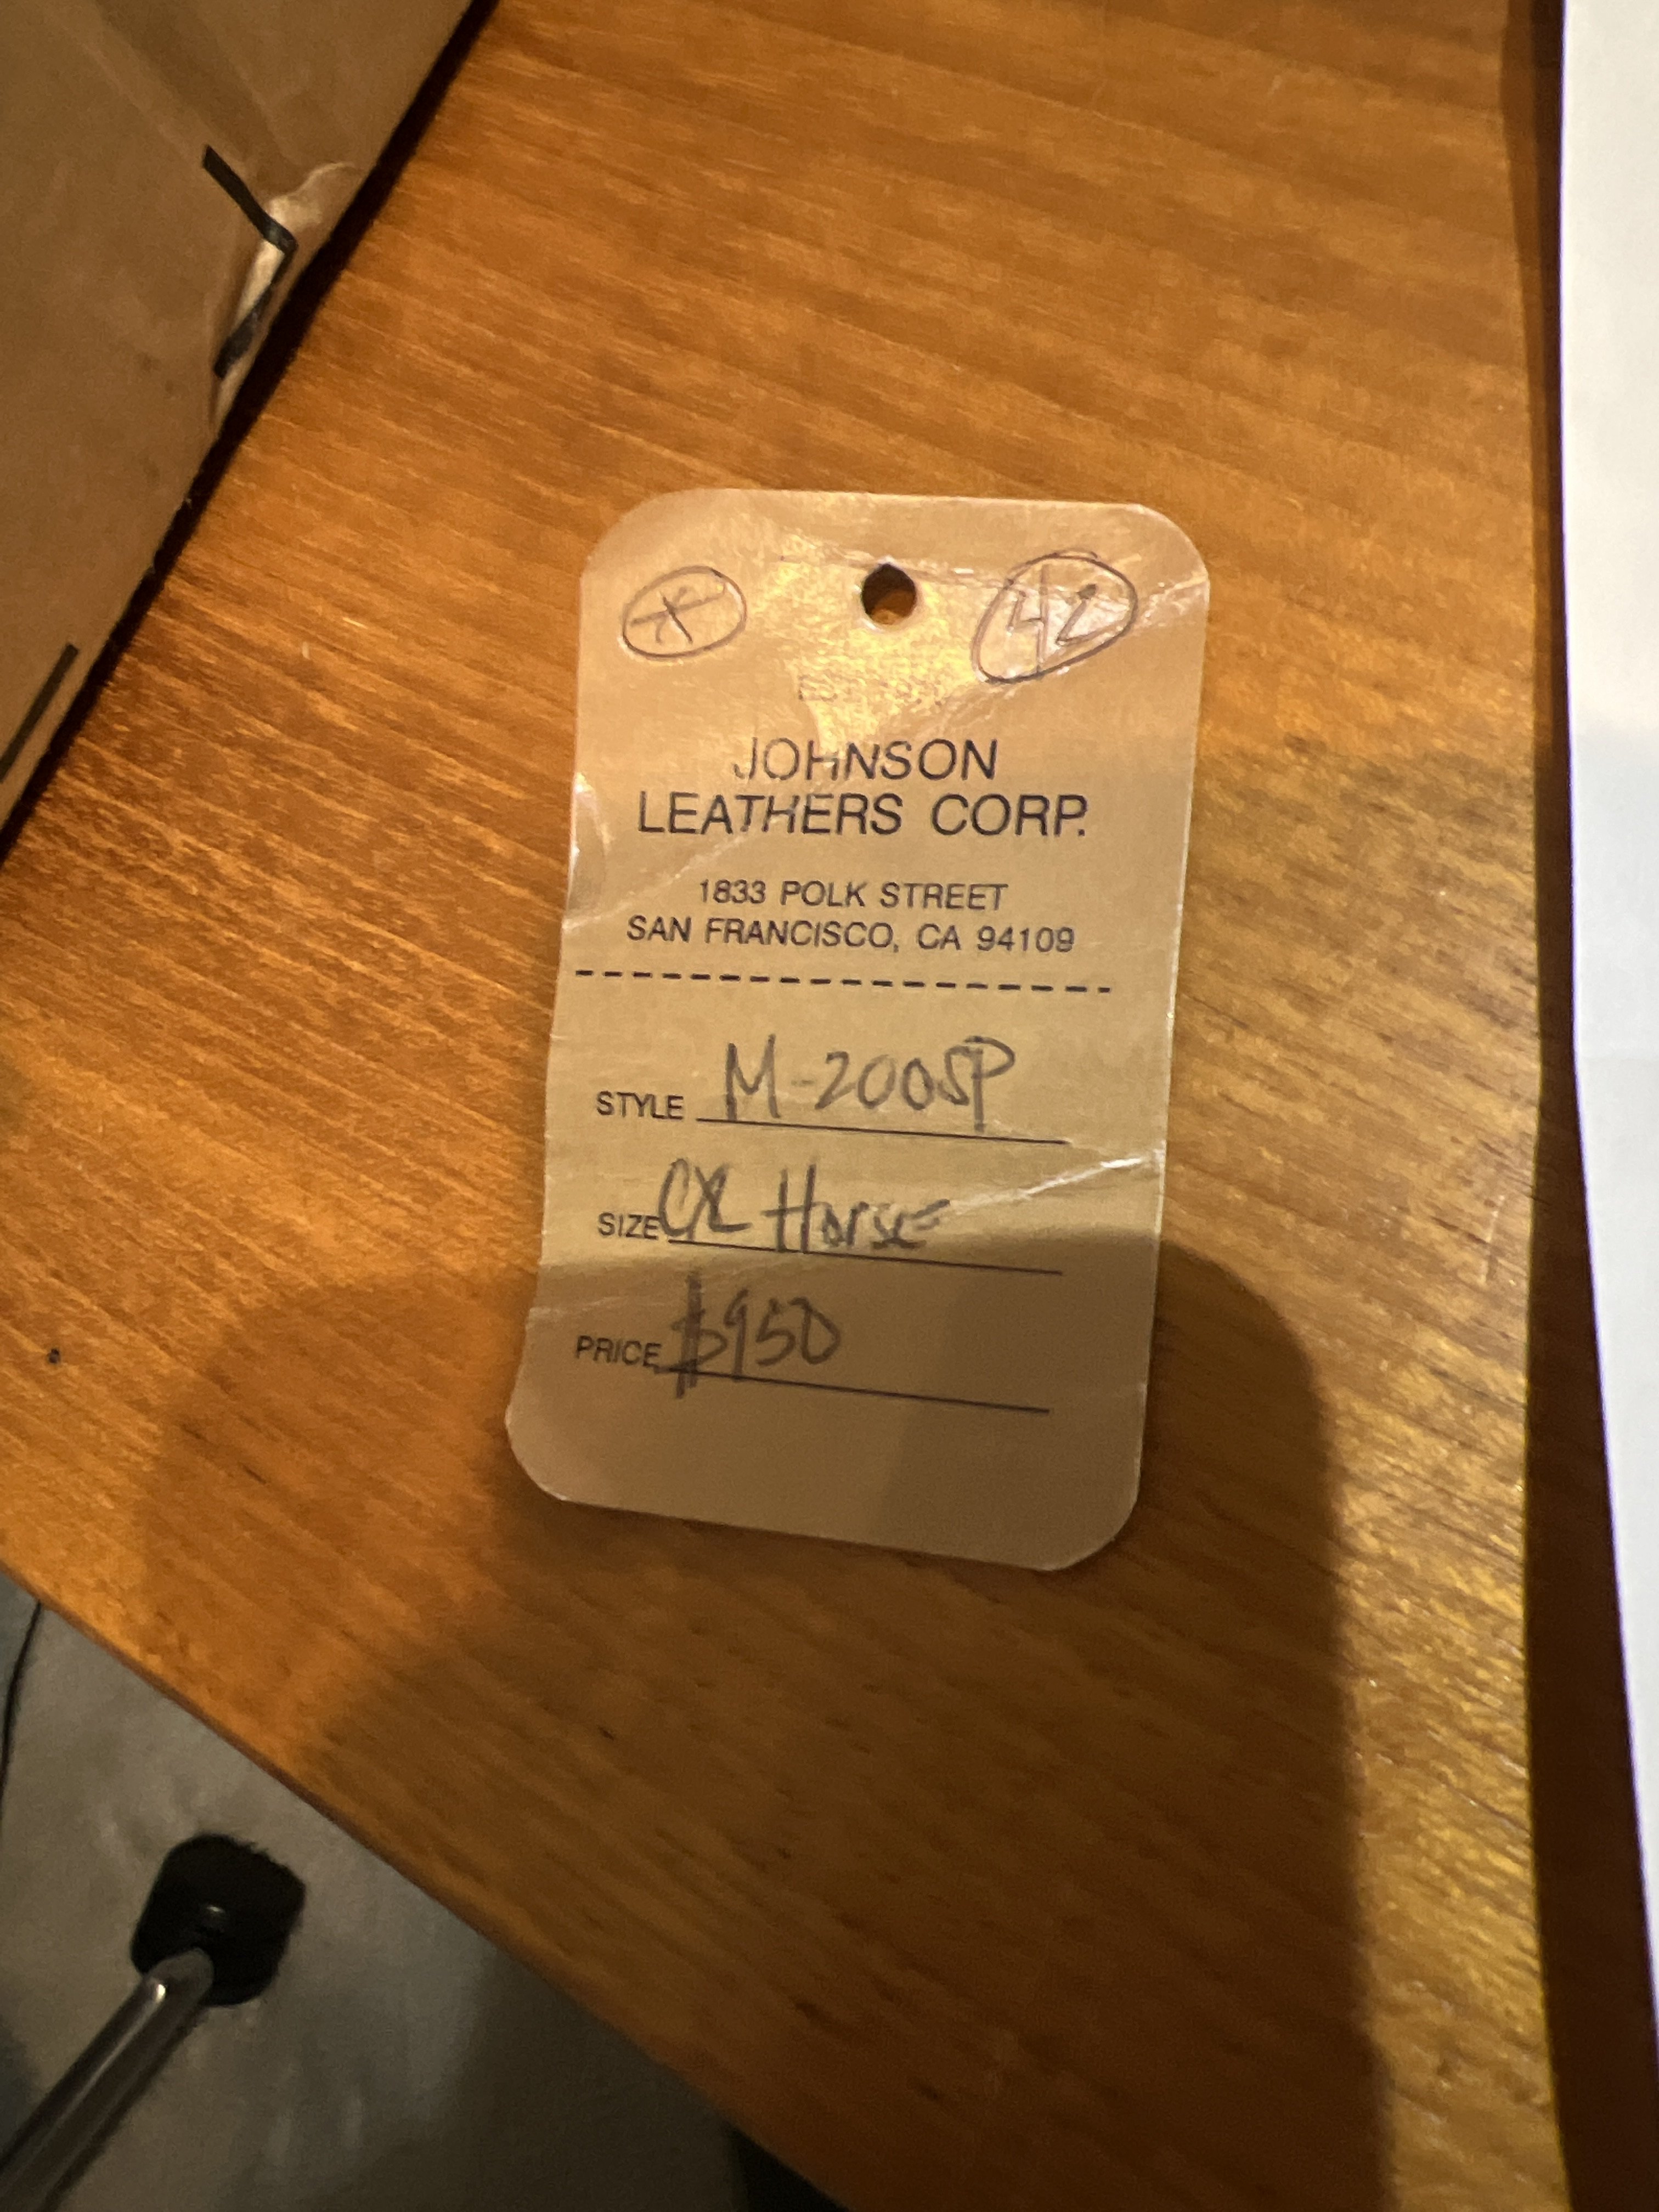 42
JOHNSON
LEATHERS CORP.
1833 POLK STREET
SAN FRANCISCO, CA 94109
STYLE M-200SP
SIZE CXL Horse
PRICE $950